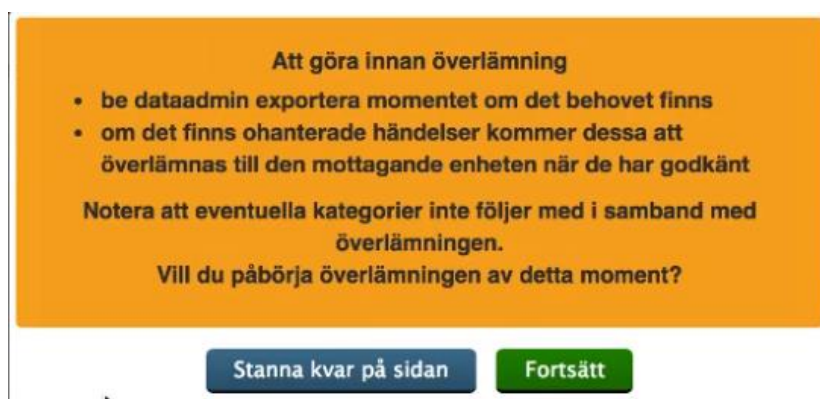 Att göra innan överlämning
• be dataadmin exportera momentet om det behovet finns
• om det finns ohanterade händelser kommer dessa att
överlämnas till den mottagande enheten när de har godkänt
Notera att eventuella kategorier inte följer med i samband med
överlämningen.
Vill du påbörja överlämningen av detta moment?
Stanna kvar på sidan
Fortsätt